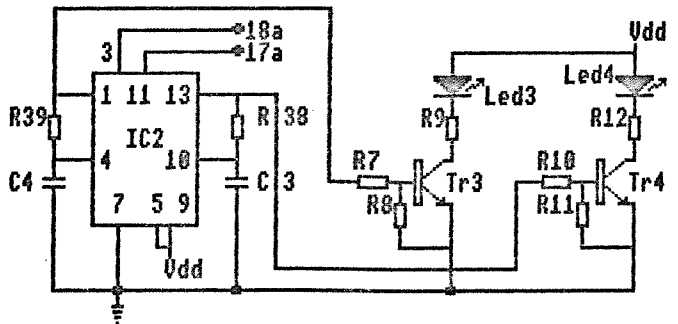 18a
3
17a
Vdd
1 11 13
Led3
Led4
R39
IC2
R 38
R9
R12
4
10
R7
R10
C4
C 3
Tr3
Tr4
R8
R11
7 5 9
Vdd